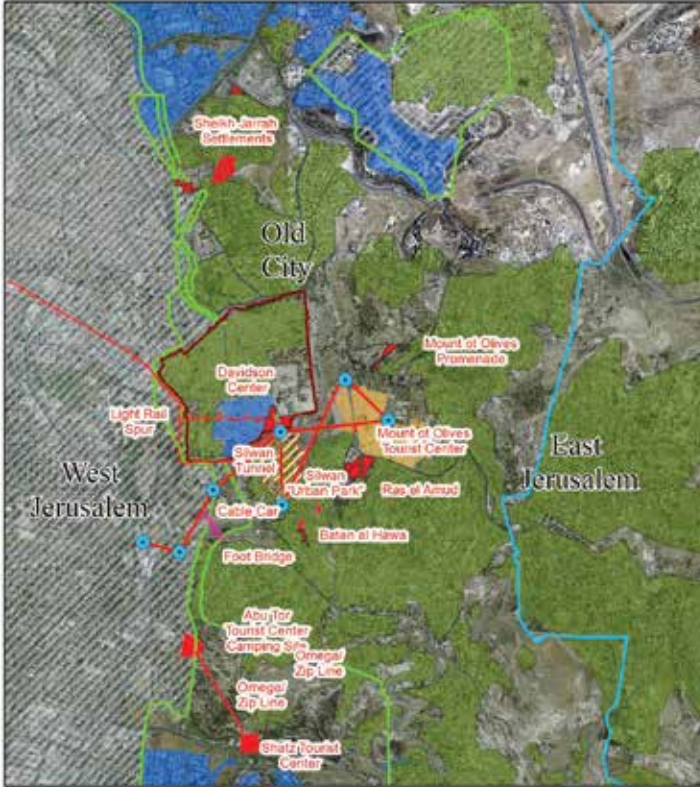 Sheikh Jarrah
Settlements
Old
City
Mount of Olives
Promenade
Davidson
Center
Light Rail
Spur
Mount of Olives
Tourist Center
West
Jerusalem
East
Jerusalem
Silwan
Tunnel
Silwan
"Urban Park"
Ras el Amud
Cable Car
Batan al Hawa
Foot Bridge
Abu Tor
Tourist Center
Camping Site
Omega/
Zip Line
Omega/
Zip Line
Shatz Tourist
Center